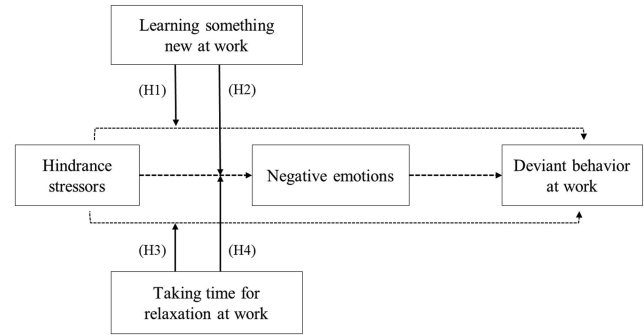 Learning something
new at work
(H1)
(H2)
Hindrance
stressors
Negative emotions
Deviant behavior
at work
(H3)
(H4)
Taking time for
relaxation at work